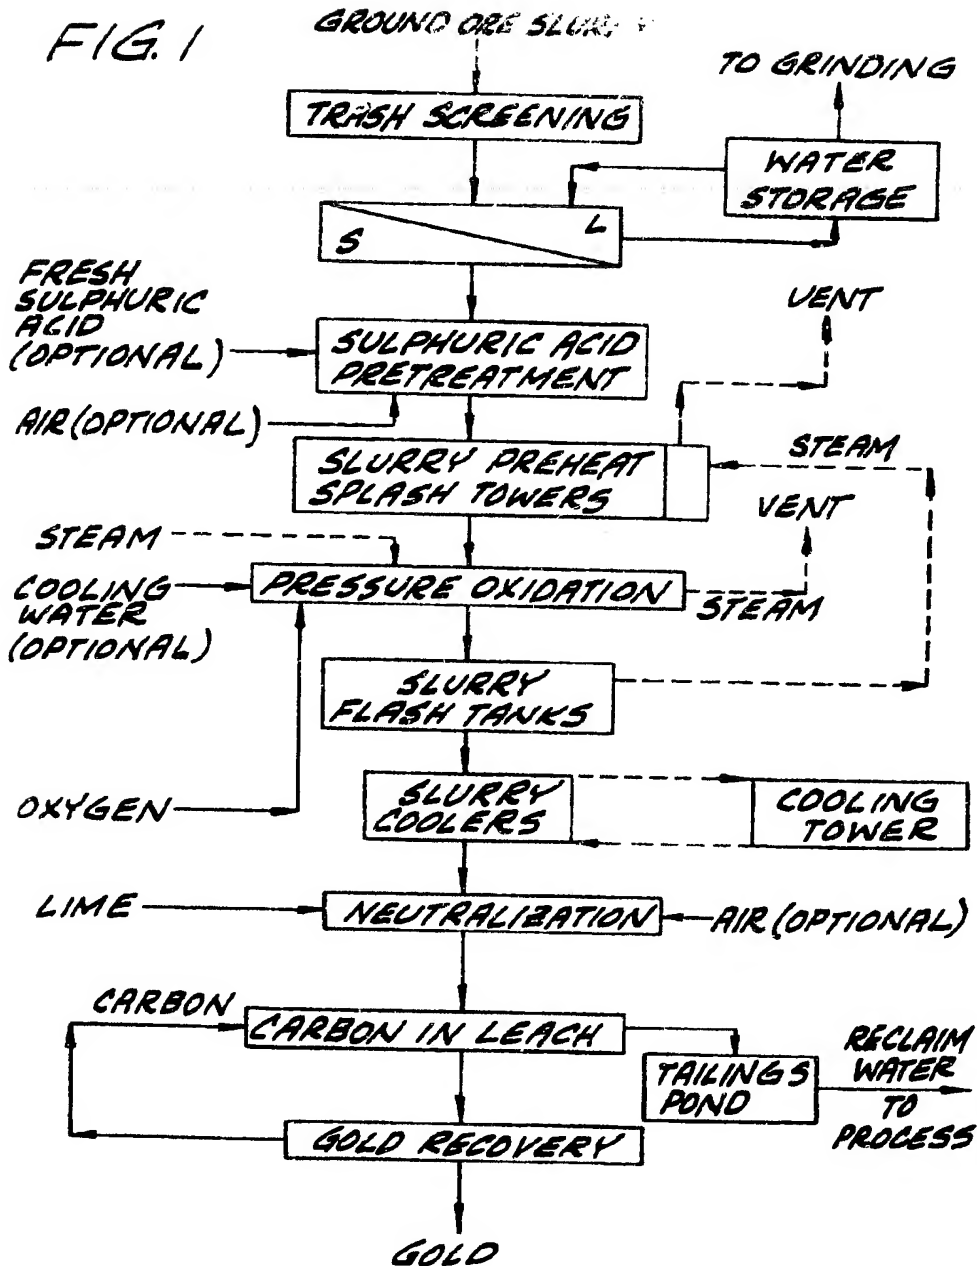 FIG. 1
GROUND ORE SLURRY
TO GRINDING
TRASH SCREENING
WATER
STORAGE
S
L
FRESH
SULPHURIC
ACID
(OPTIONAL)
VENT
SULPHURIC ACID
PRETREATMENT
AIR (OPTIONAL)
SLURRY PREHEAT
SPLASH TOWERS
STEAM
VENT
STEAM
COOLING
WATER
(OPTIONAL)
PRESSURE OXIDATION
STEAM
SLURRY
FLASH TANKS
OXYGEN
SLURRY
COOLERS
COOLING
TOWER
LIME
NEUTRALIZATION
AIR (OPTIONAL)
CARBON
CARBON IN LEACH
TAILINGS
POND
RECLAIM
WATER
TO
PROCESS
GOLD RECOVERY
GOLD